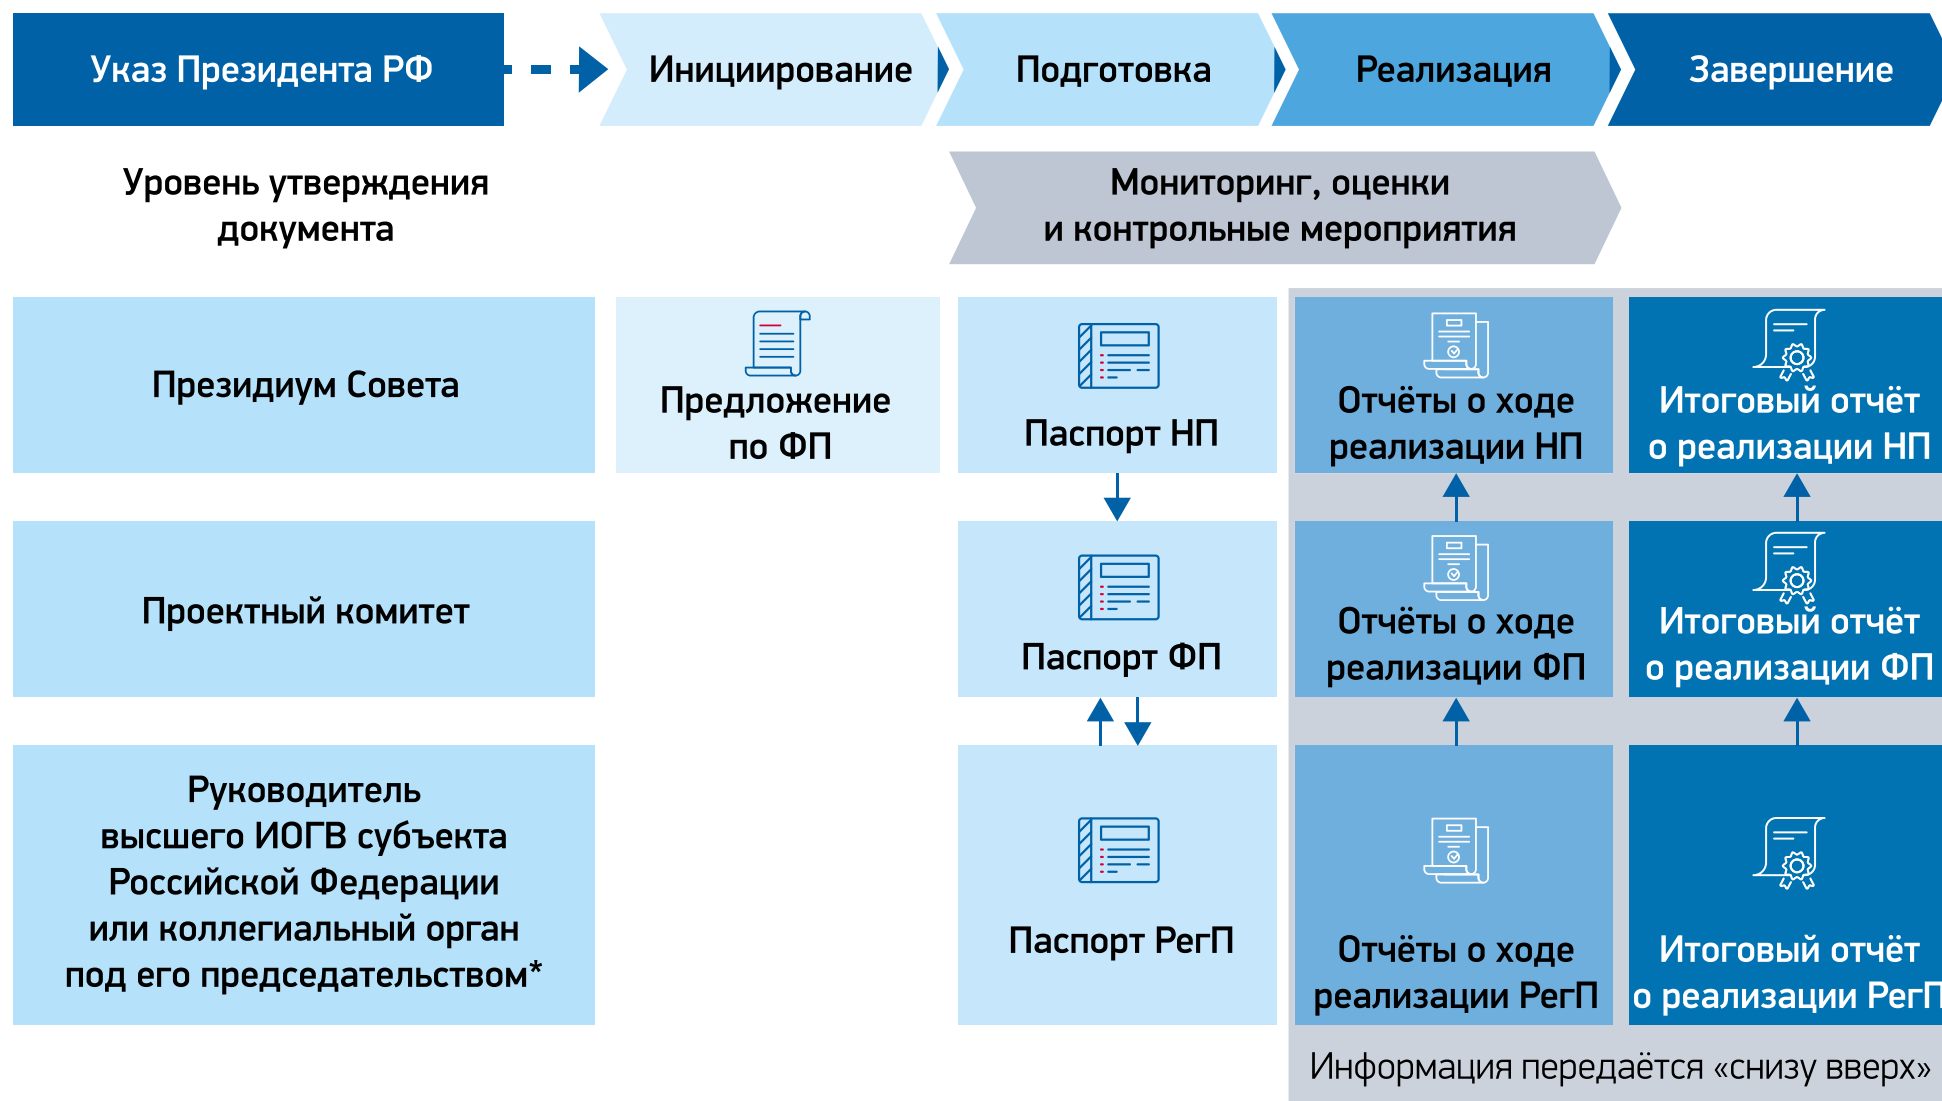 Указ Президента РФ
Инициирование
Подготовка
Реализация
Завершение
Уровень утверждения
документа
Мониторинг, оценки
и контрольные мероприятия
Президиум Совета
Предложение
по ФП
Паспорт НП
Отчёты о ходе
реализации НП
Итоговый отчёт
о реализации НП
Проектный комитет
Паспорт ФП
Отчёты о ходе
реализации ФП
Итоговый отчёт
о реализации ФП
Руководитель
высшего ИОГВ субъекта
Российской Федерации
или коллегиальный орган
под его председательством*
Паспорт РегП
Отчёты о ходе
реализации РегП
Итоговый отчёт
о реализации РегП
Информация передаётся «снизу вверх»